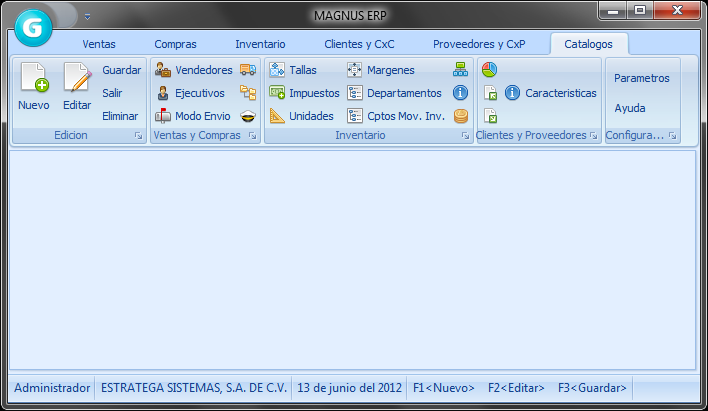 MAGNUS ERP
G
Ventas Compras Inventario Clientes y CxC Proveedores y CxP Catalogos
Nuevo
Editar
Guardar
Salir
Eliminar
Edicion
Vendedores
Ejecutivos
Modo Envio
Ventas y Compras
Tallas
Impuestos
Unidades
Margenes
Departamentos
Cptos Mov. Inv.
Inventario
Caracteristicas
Clientes y Proveedores
Parametros
Ayuda
Configura...
Administrador ESTRATEGA SISTEMAS, S.A. DE C.V. 13 de junio del 2012 F1<Nuevo> F2<Editar> F3<Guardar>